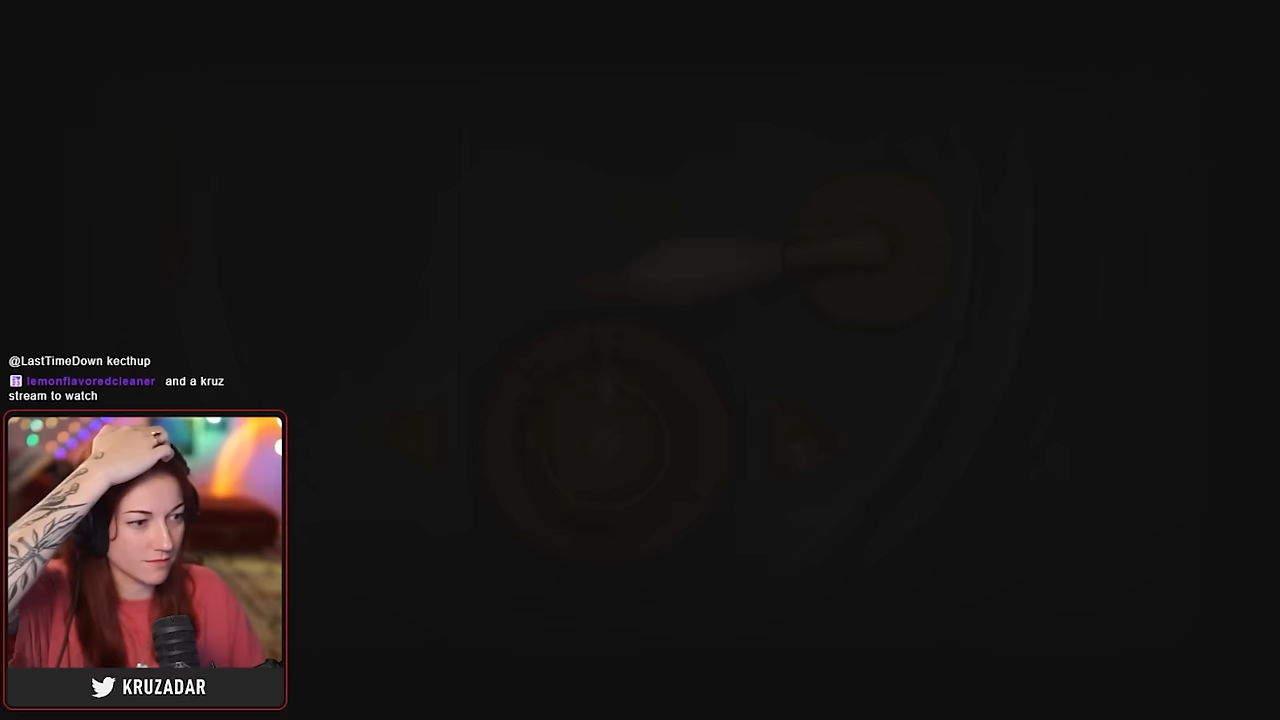 @LastTimeDown kecthup
lemonflavoredcleaner and a kruz
stream to watch
KRUZADAR